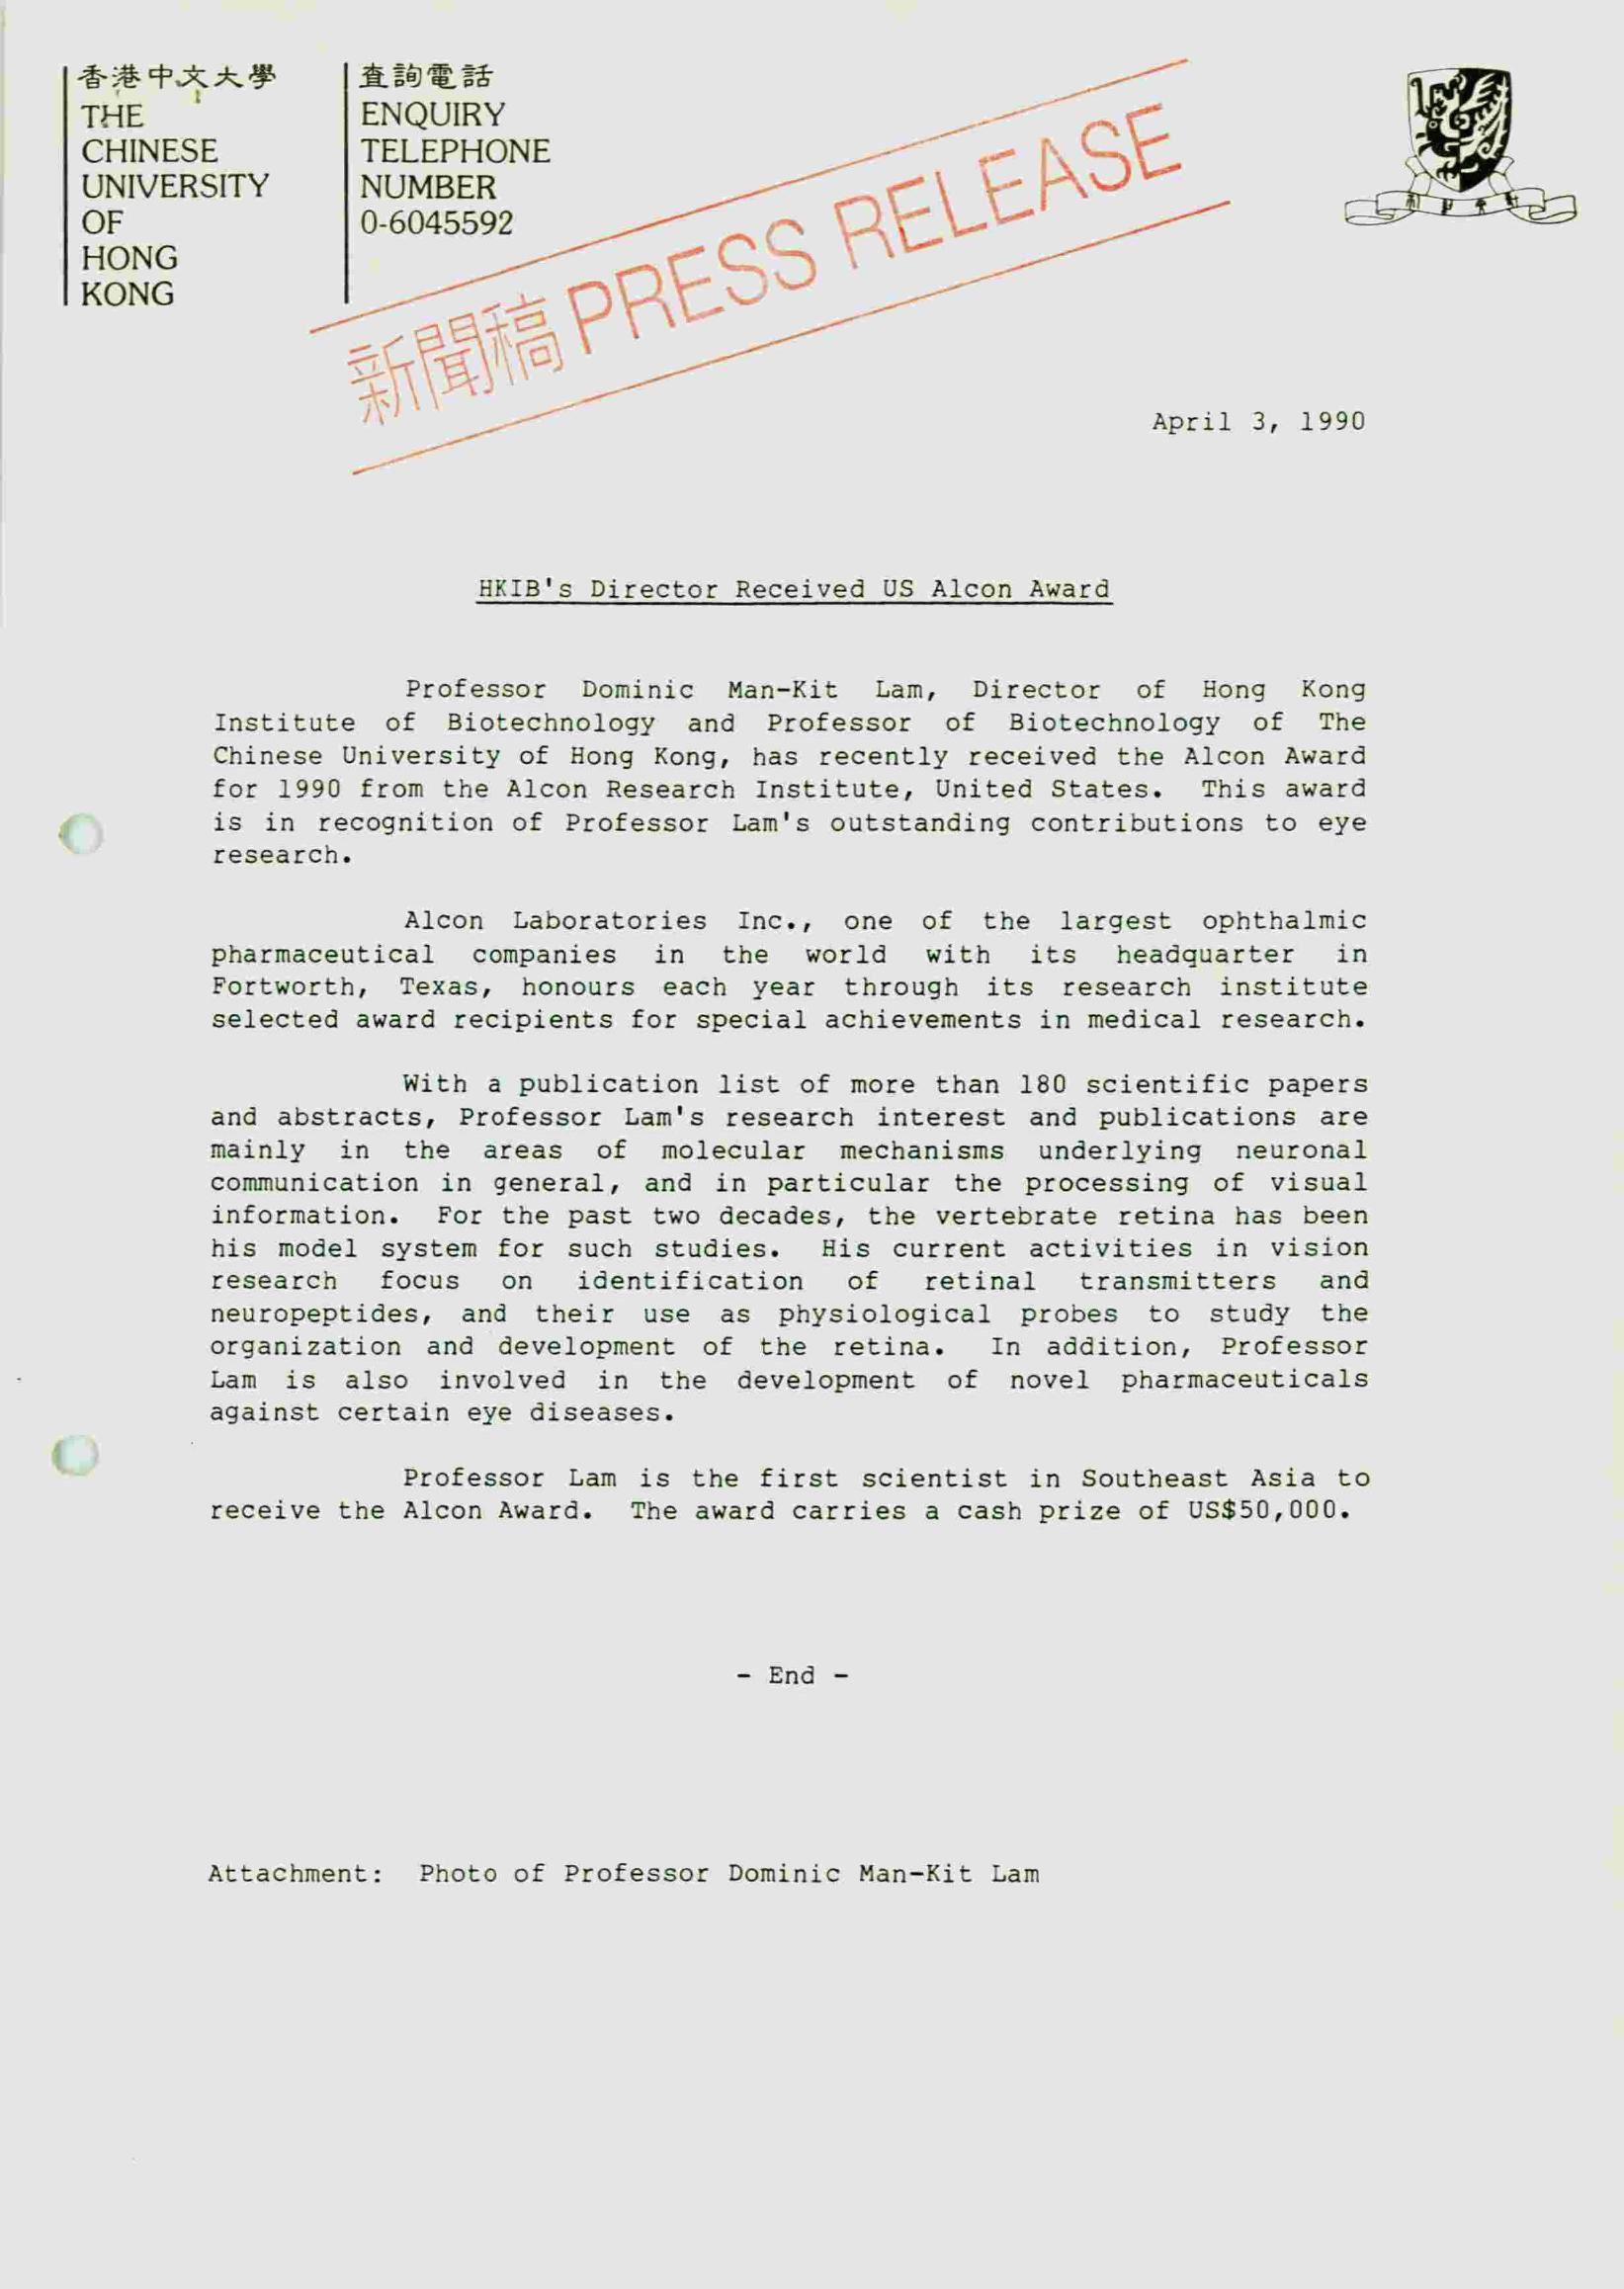 香港中文大學
THE
CHINESE
UNIVERSITY
OF
HONG
KONG
查詢電話
ENQUIRY
TELEPHONE
NUMBER
0-6045592
新聞稿 PRESS RELEASE
April 3, 1990
HKIB's Director Received US Alcon Award
Professor Dominic Man-Kit Lam, Director of Hong Kong
Institute of Biotechnology and Professor of Biotechnology of The
Chinese University of Hong Kong, has recently received the Alcon Award
for 1990 from the Alcon Research Institute, United States. This award
is in recognition of Professor Lam's outstanding contributions to eye
research.
Alcon Laboratories Inc., one of the largest ophthalmic
pharmaceutical companies in the world with its headquarter in
Fortworth, Texas, honours each year through its research institute
selected award recipients for special achievements in medical research.
With a publication list of more than 180 scientific papers
and abstracts, Professor Lam's research interest and publications are
mainly in the areas of molecular mechanisms underlying neuronal
communication in general, and in particular the processing of visual
information. For the past two decades, the vertebrate retina has been
his model system for such studies. His current activities in vision
research focus on identification of retinal transmitters and
neuropeptides, and their use as physiological probes to study the
organization and development of the retina. In addition, Professor
Lam is also involved in the development of novel pharmaceuticals
against certain eye diseases.
Professor Lam is the first scientist in Southeast Asia to
receive the Alcon Award. The award carries a cash prize of US$50,000.
- End -
Attachment: Photo of Professor Dominic Man-Kit Lam